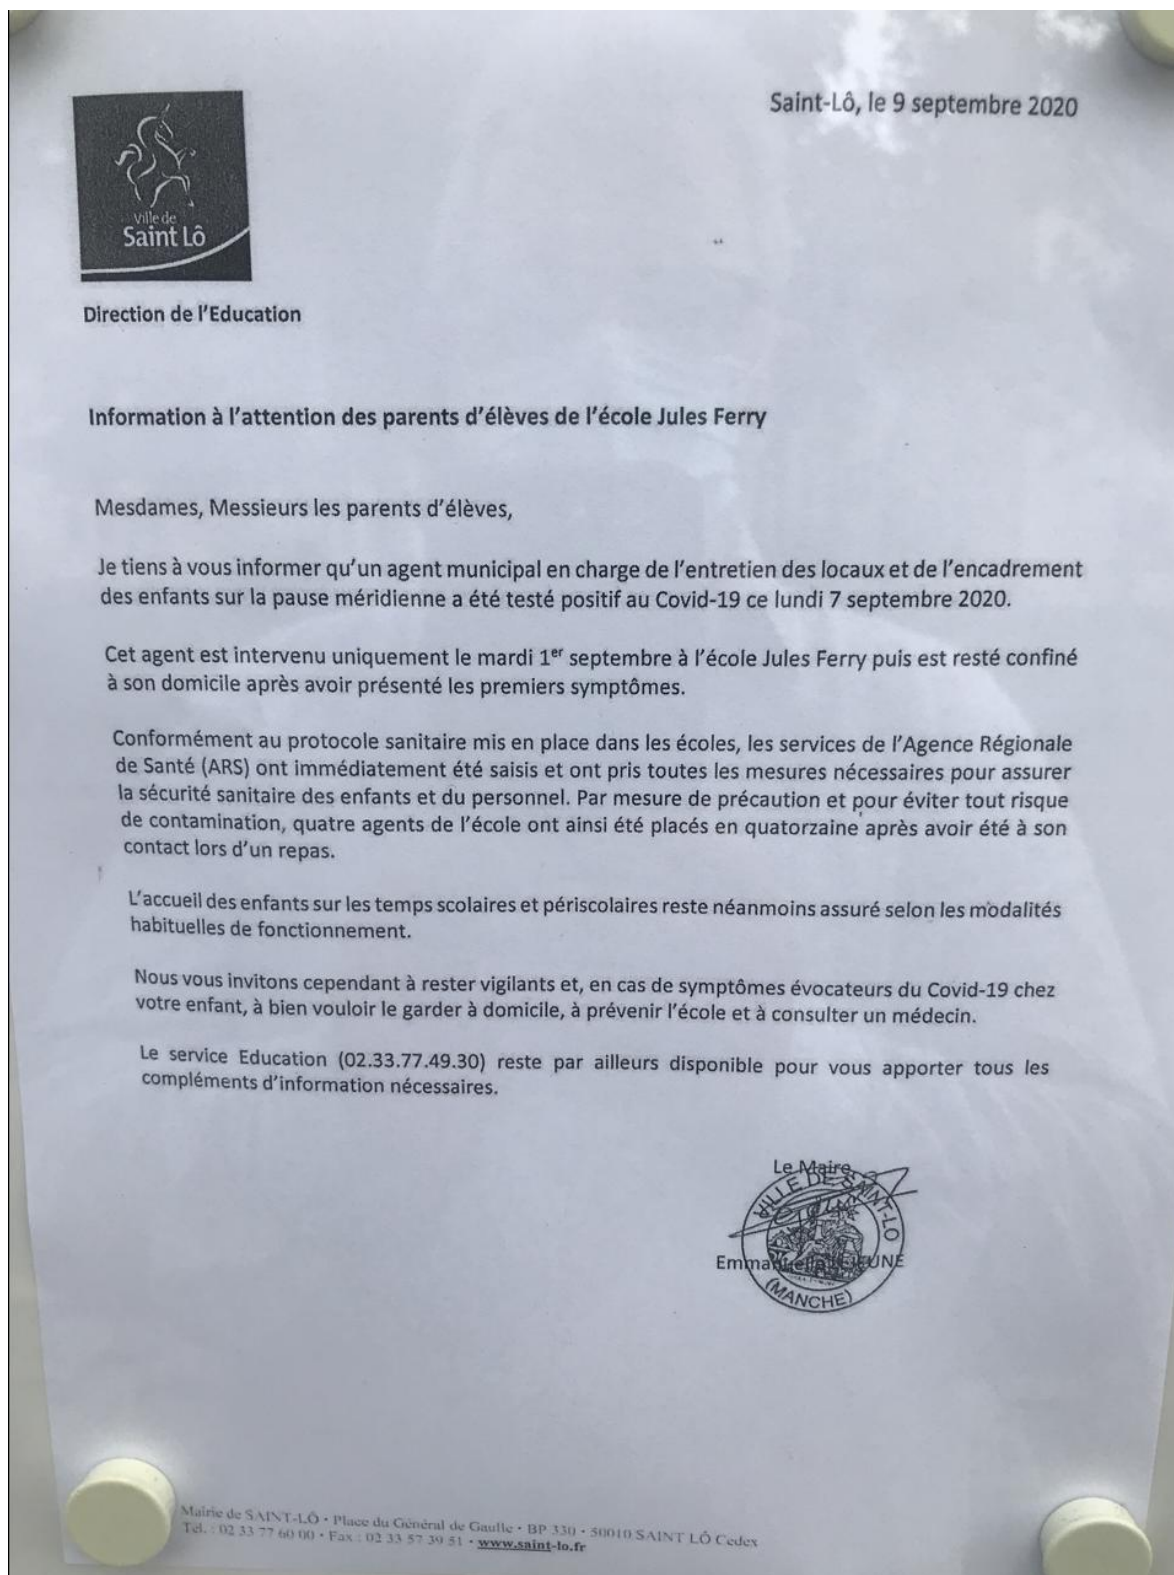 Saint-Lô, le 9 septembre 2020
Ville de
Saint Lô
Direction de l'Education
Information à l'attention des parents d'élèves de l'école Jules Ferry
Mesdames, Messieurs les parents d'élèves,
Je tiens à vous informer qu'un agent municipal en charge de l'entretien des locaux et de l'encadrement
des enfants sur la pause méridienne a été testé positif au Covid-19 ce lundi 7 septembre 2020.
Cet agent est intervenu uniquement le mardi 1er septembre à l'école Jules Ferry puis est resté confiné
à son domicile après avoir présenté les premiers symptômes.
Conformément au protocole sanitaire mis en place dans les écoles, les services de l'Agence Régionale
de Santé (ARS) ont immédiatement été saisis et ont pris toutes les mesures nécessaires pour assurer
la sécurité sanitaire des enfants et du personnel. Par mesure de précaution et pour éviter tout risque
de contamination, quatre agents de l'école ont ainsi été placés en quatorzaine après avoir été à son
contact lors d'un repas.
L'accueil des enfants sur les temps scolaires et périscolaires reste néanmoins assuré selon les modalités
habituelles de fonctionnement.
Nous vous invitons cependant à rester vigilants et, en cas de symptômes évocateurs du Covid-19 chez
votre enfant, à bien vouloir le garder à domicile, à prévenir l'école et à consulter un médecin.
Le service Education (02.33.77.49.30) reste par ailleurs disponible pour vous apporter tous les
compléments d'information nécessaires.
Le Maire,
VILLE DE SAINT-LO
(MANCHE)
Mairie de SAINT-LÔ • Place du Général de Gaulle • BP 330 • 50010 SAINT LÔ Cedex
Tél. : 02 33 77 60 00 • Fax : 02 33 57 39 51 • www.saint-lo.fr